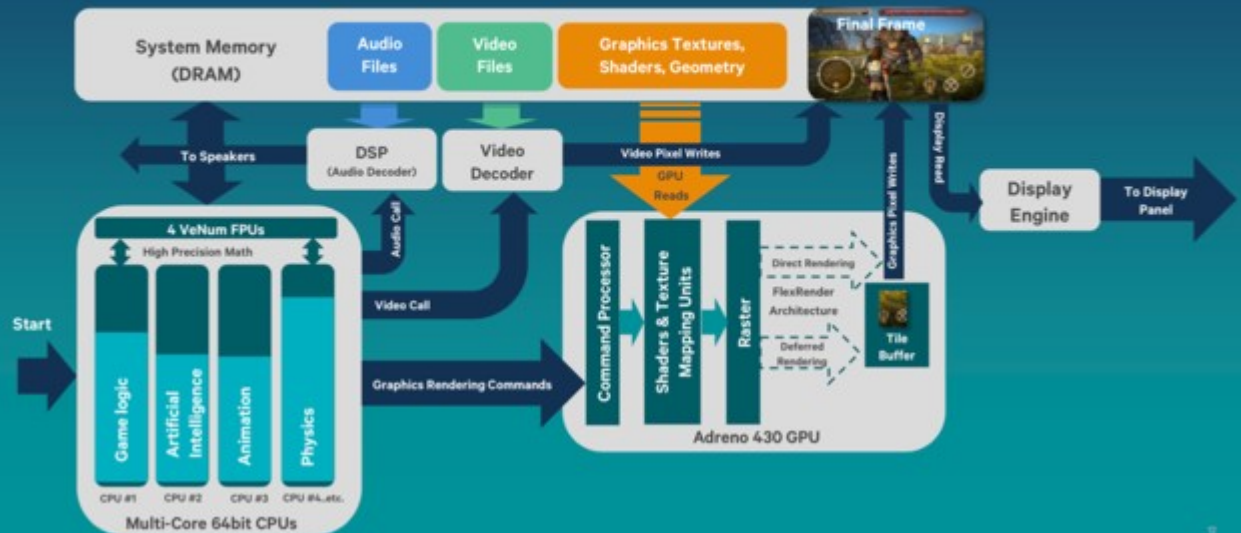 System Memory
(DRAM)
Audio
Files
Video
Files
Graphics Textures,
Shaders, Geometry
Final Frame
To Speakers
DSP
(Audio Decoder)
Video
Decoder
Video Pixel Writes
GPU
Reads
Graphics Pixel Writes
Display Read
Display
Engine
To Display
Panel
4 VeNum FPUs
High Precision Math
Audio Call
Video Call
Start
Game logic
Artificial
Intelligence
Animation
Physics
CPU #1
CPU #2
CPU #3
CPU #4..etc.
Multi-Core 64bit CPUs
Graphics Rendering Commands
Command Processor
Shaders & Texture
Mapping Units
Raster
Direct Rendering
FlexRender
Architecture
Deferred
Rendering
Tile
Buffer
Adreno 430 GPU